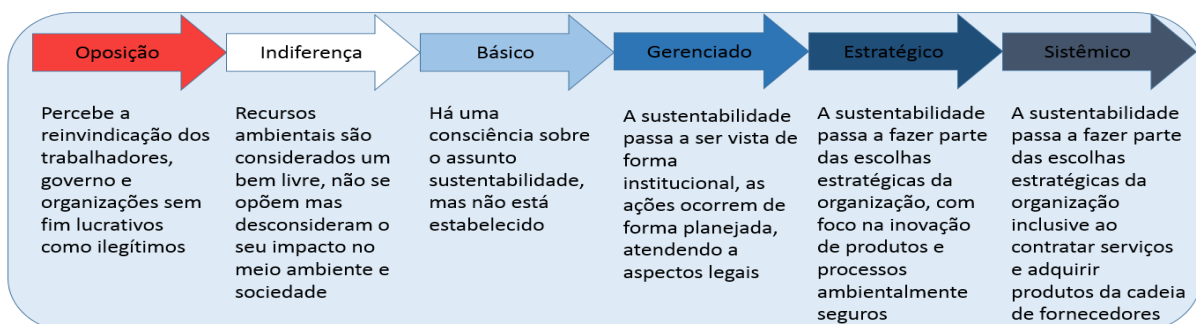 Oposição
Indiferença
Básico
Gerenciado
Estratégico
Sistêmico
Percebe a
reinvindicação dos
trabalhadores,
governo e
organizações sem
fim lucrativos
como ilegítimos
Recursos
ambientais são
considerados um
bem livre, não se
opõem mas
desconsideram o
seu impacto no
meio ambiente e
sociedade
Há uma
consciência sobre
o assunto
sustentabilidade,
mas não está
estabelecido
A sustentabilidade
passa a ser vista de
forma
institucional, as
ações ocorrem de
forma planejada,
atendendo a
aspectos legais
A sustentabilidade
passa a fazer parte
das escolhas
estratégicas da
organização, com
foco na inovação
de produtos e
processos
ambientalmente
seguros
A sustentabilidade
passa a fazer parte
das escolhas
estratégicas da
organização
inclusive ao
contratar serviços
e adquirir
produtos da cadeia
de fornecedores